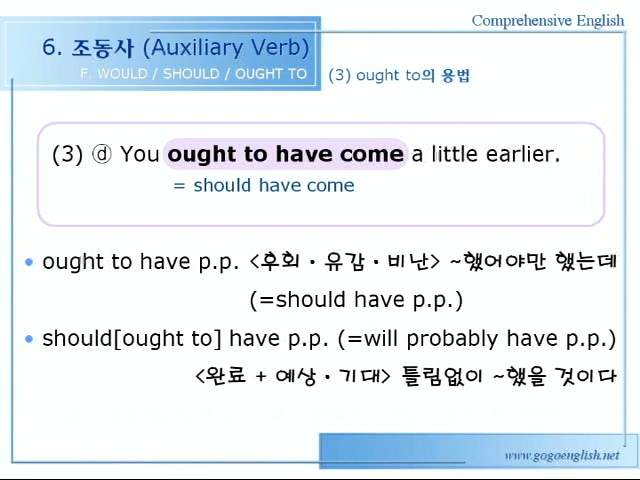 Comprehensive English
6. 조동사 (Auxiliary Verb)
F. WOULD / SHOULD / OUGHT TO
(3) ought to의 용법
(3) ⓓ You ought to have come a little earlier.
= should have come
• ought to have p.p. <후회·유감·비난> ~했어야만 했는데
(=should have p.p.)
• should[ought to] have p.p. (=will probably have p.p.)
<완료 + 예상·기대> 틀림없이 ~했을 것이다
www.gogoenglish.net